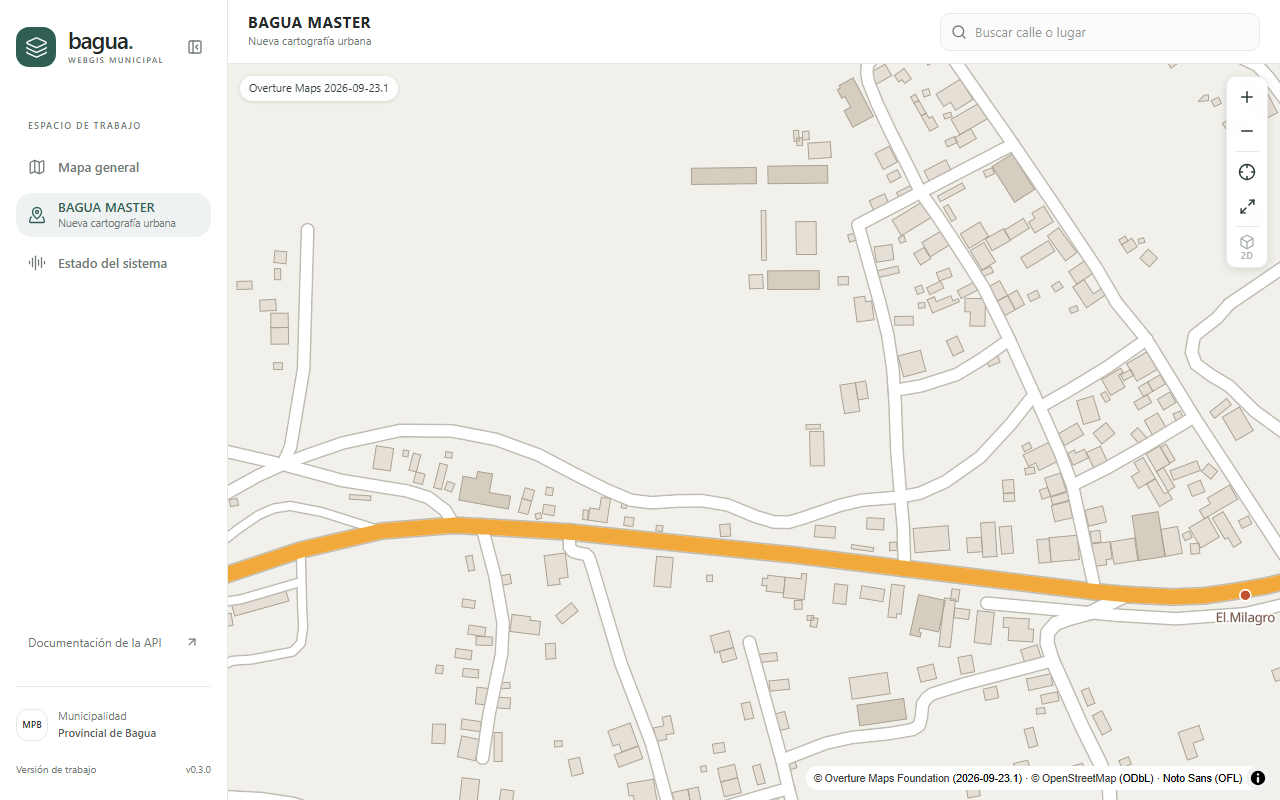 bagua.
WEBGIS MUNICIPAL
ESPACIO DE TRABAJO
Mapa general
BAGUA MASTER
Nueva cartografía urbana
Estado del sistema
Documentación de la API
MPB
Municipalidad
Provincial de Bagua
Versión de trabajo
v0.3.0
BAGUA MASTER
Nueva cartografía urbana
Buscar calle o lugar
Overture Maps 2026-09-23.1
2D
El Milagro
© Overture Maps Foundation (2026-09-23.1) · © OpenStreetMap (ODbL) · Noto Sans (OFL)